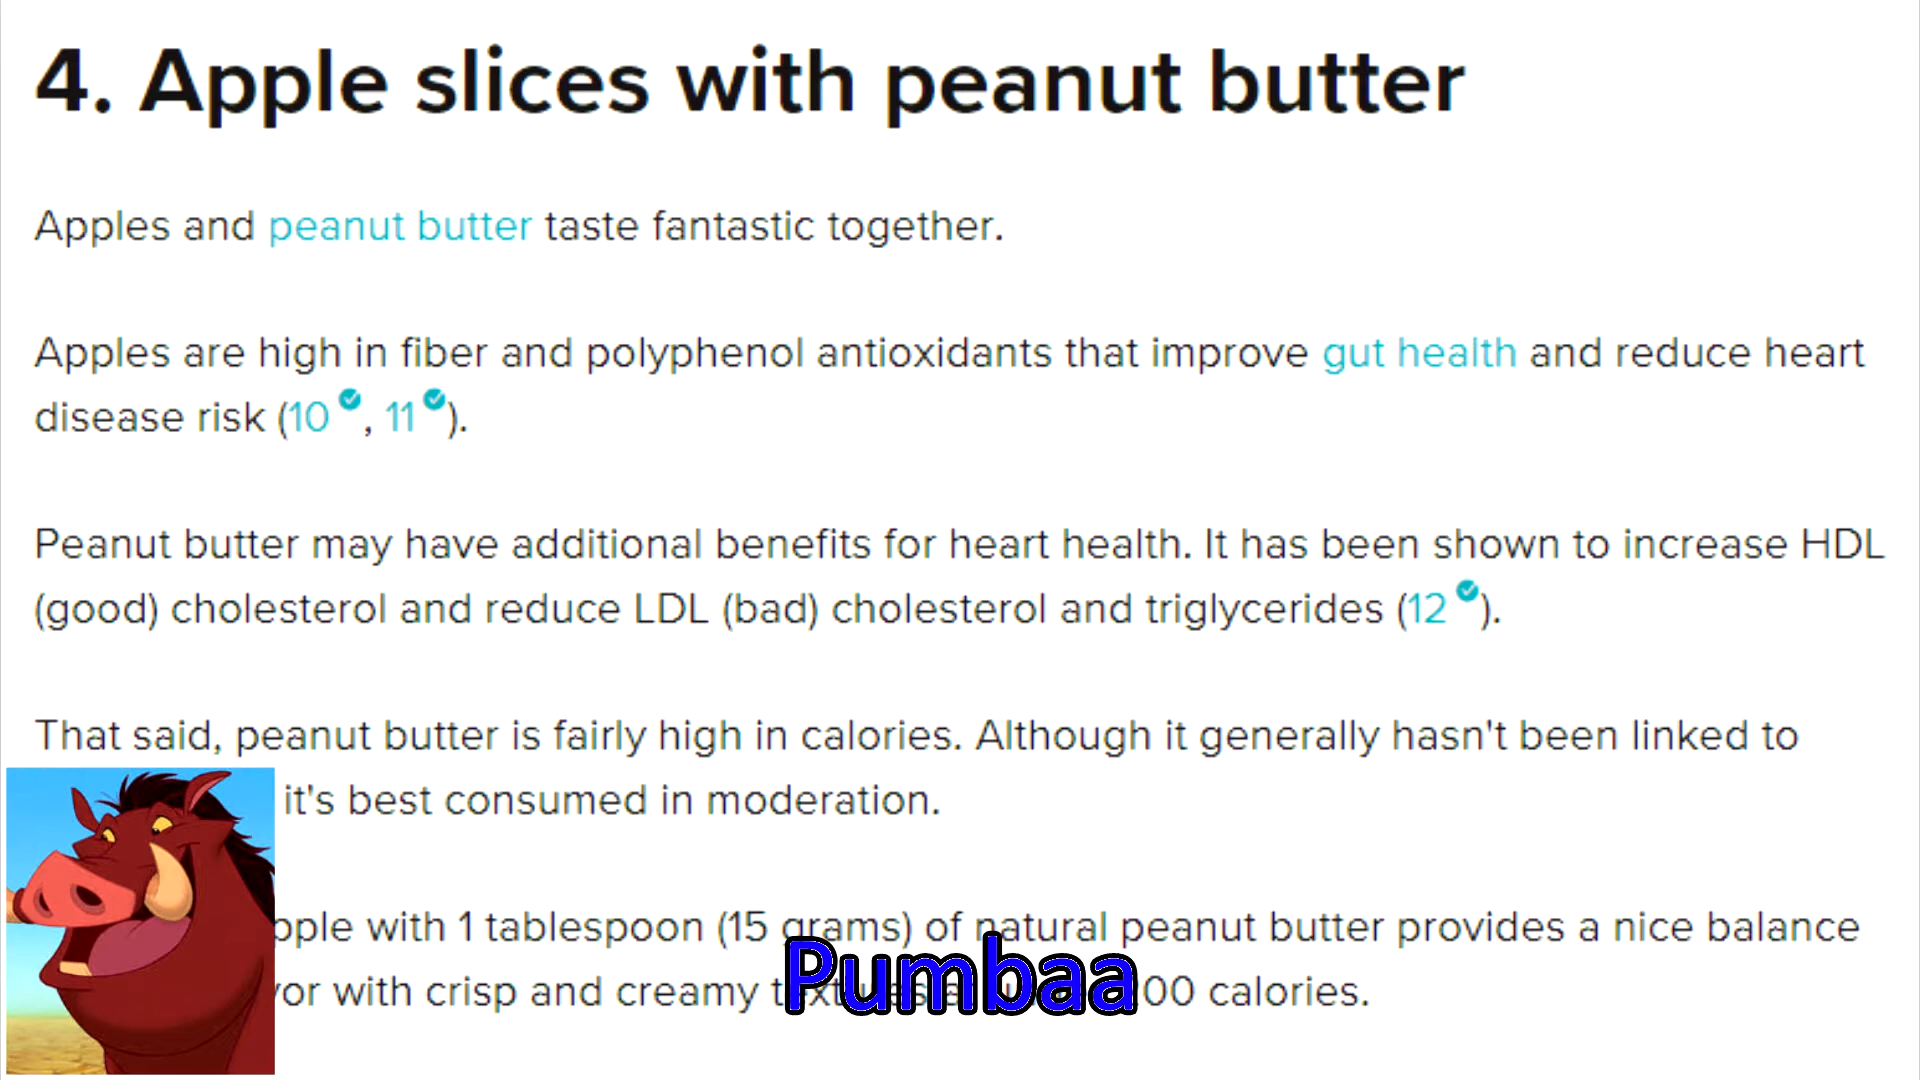 4. Apple slices with peanut butter
Apples and peanut butter taste fantastic together.
Apples are high in fiber and polyphenol antioxidants that improve gut health and reduce heart
disease risk (10, 11).
Peanut butter may have additional benefits for heart health. It has been shown to increase HDL
(good) cholesterol and reduce LDL (bad) cholesterol and triglycerides (12).
That said, peanut butter is fairly high in calories. Although it generally hasn't been linked to
it's best consumed in moderation.
with 1 tablespoon (15 grams) of natural peanut butter provides a nice balance
with crisp and creamy calories.
Pumbaa